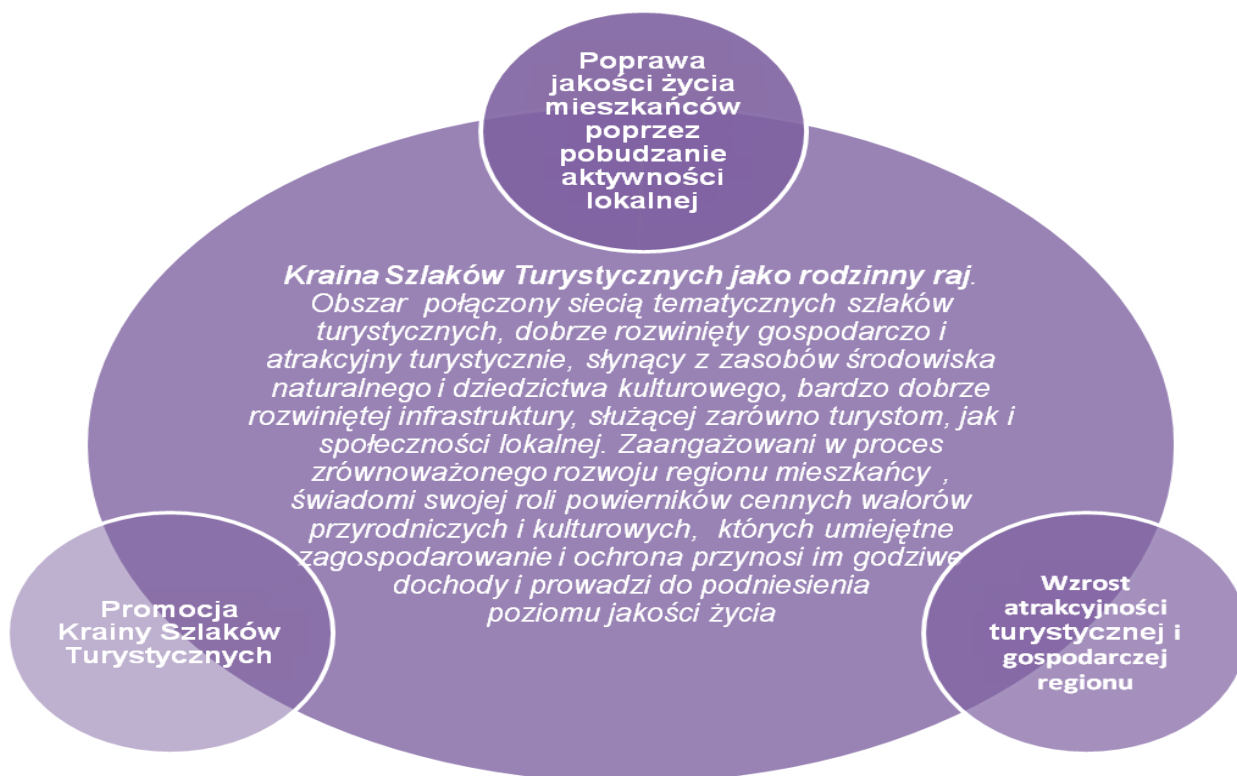 Poprawa
jakości życia
mieszkańców
poprzez
pobudzanie
aktywności
lokalnej
Kraina Szlaków Turystycznych jako rodzinny raj.
Obszar połączony siecią tematycznych szlaków
turystycznych, dobrze rozwinięty gospodarczo i
atrakcyjny turystycznie, słynący z zasobów środowiska
naturalnego i dziedzictwa kulturowego, bardzo dobrze
rozwiniętej infrastruktury, służącej zarówno turystom, jak i
społeczności lokalnej. Zaangażowani w proces
zrównoważonego rozwoju regionu mieszkańcy ,
świadomi swojej roli powierników cennych walorów
przyrodniczych i kulturowych, których umiejętne
zagospodarowanie i ochrona przynosi im godziwe
dochody i prowadzi do podniesienia
poziomu jakości życia
Promocja
Krainy Szlaków
Turystycznych
Wzrost
atrakcyjności
turystycznej i
gospodarczej
regionu